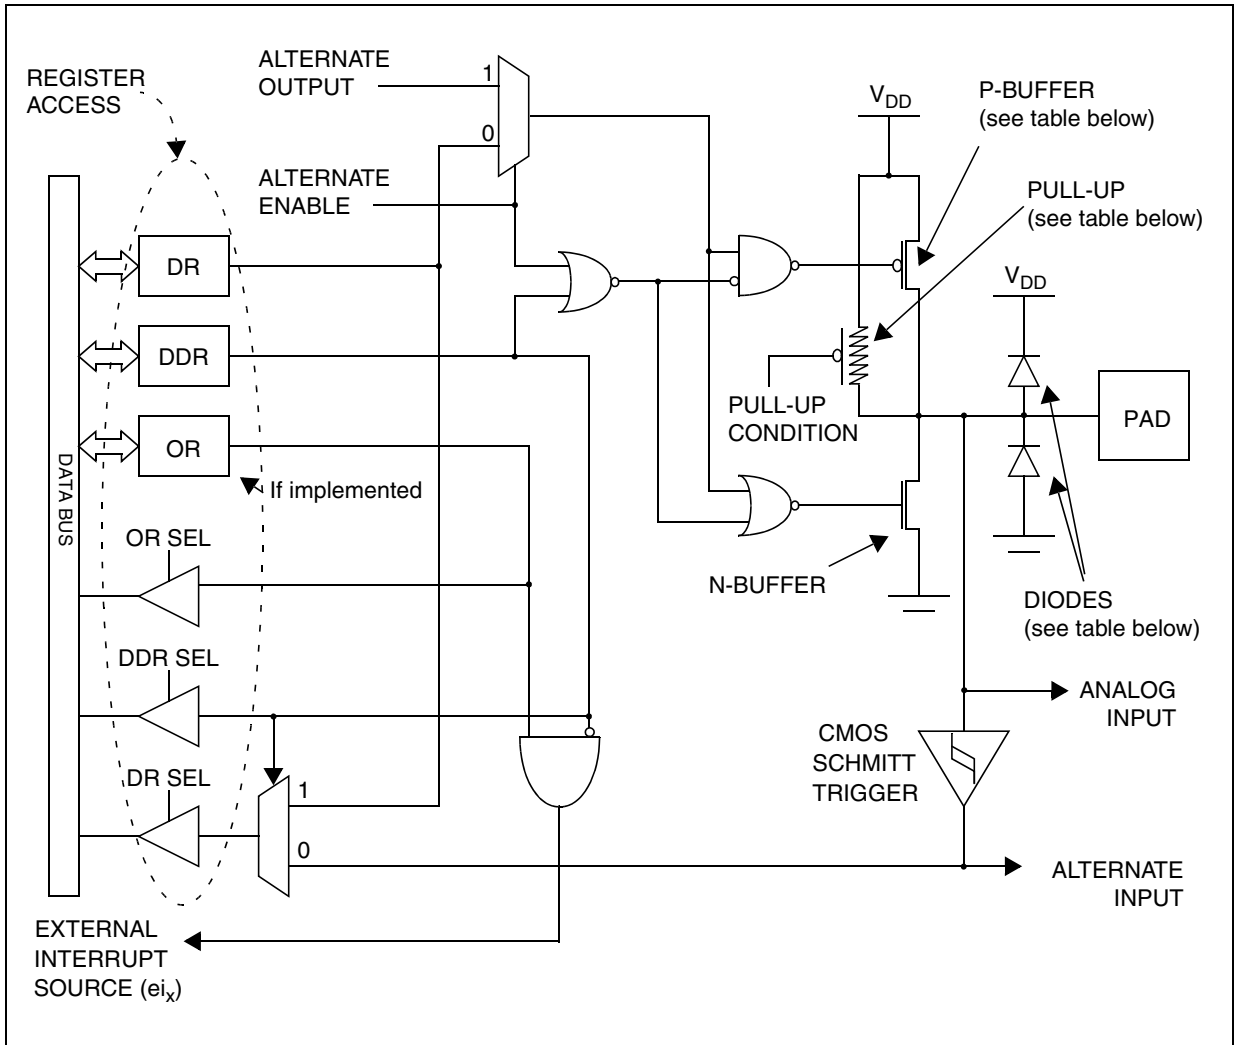 REGISTER
ACCESS
ALTERNATE
OUTPUT
1
0
ALTERNATE
ENABLE
VDD
P-BUFFER
(see table below)
PULL-UP
(see table below)
DR
DDR
OR
If implemented
DATA BUS
PULL-UP
CONDITION
VDD
PAD
N-BUFFER
DIODES
(see table below)
OR SEL
DDR SEL
DR SEL
1
0
CMOS
SCHMITT
TRIGGER
ANALOG
INPUT
ALTERNATE
INPUT
EXTERNAL
INTERRUPT
SOURCE (eix)